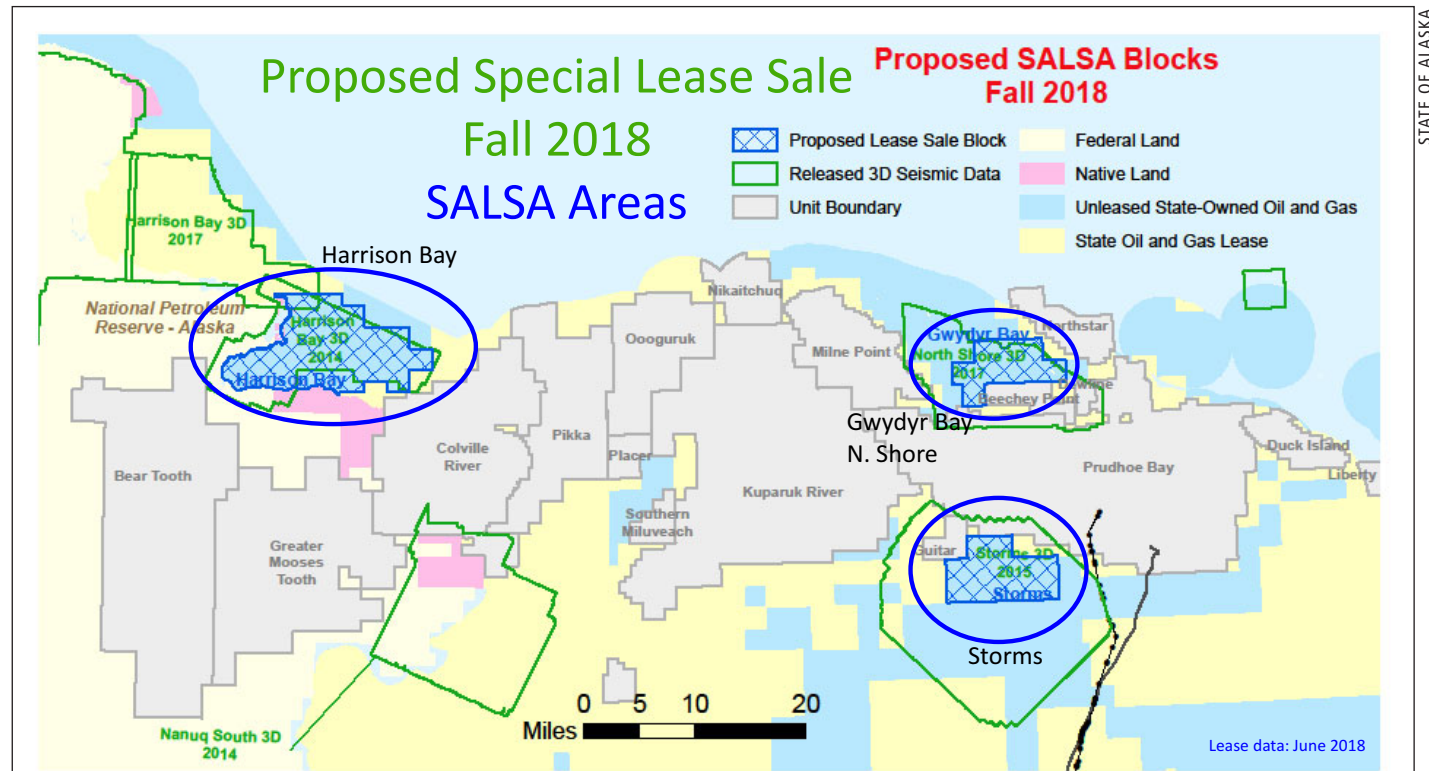 STATE OF ALASKA
Proposed Special Lease Sale
Fall 2018
SALSA Areas
Proposed SALSA Blocks
Fall 2018
Proposed Lease Sale Block
Released 3D Seismic Data
Unit Boundary
Federal Land
Native Land
Unleased State-Owned Oil and Gas
State Oil and Gas Lease
Harrison Bay 3D
2017
Harrison Bay
National Petroleum
Reserve - Alaska
Harrison
Bay 3D
2014
Harrison Bay
Nikaitchuq
Oooguruk
Milne Point
Gwydyr Bay
Northstar
North Shore 3D
2017
Beechey Point
Gwydyr Bay
N. Shore
Bear Tooth
Colville
River
Pikka
Placer
Kuparuk River
Prudhoe Bay
Duck Island
Liberty
Southern
Miluveach
Greater
Mooses
Tooth
Guitar
Storms 3D
2015
Storms
Storms
Nanuq South 3D
2014
0 5 10 20
Miles
Lease data: June 2018